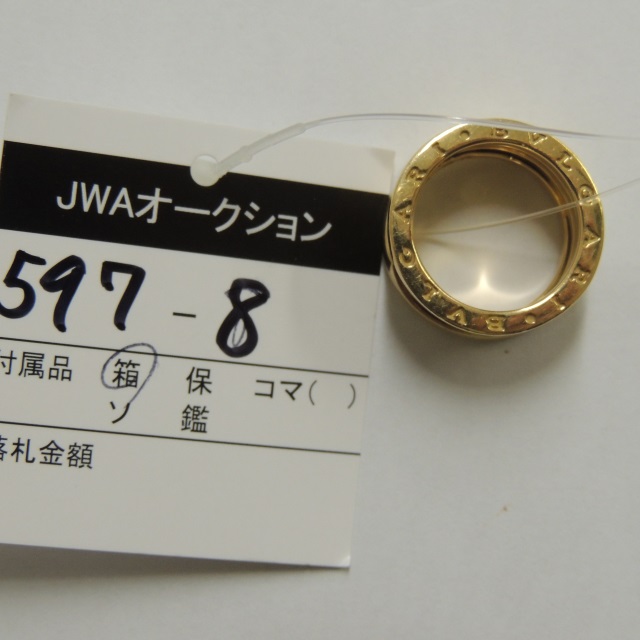 JWAオークション
597-8
付属品 箱 保 コマ( )
ソ 鑑
落札金額
BVLGARI • BVLGARI